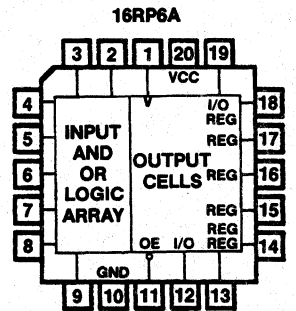 16RP6A
3 2 1 20 19
VCC
4 I/O 18
REG
5 INPUT REG 17
AND OUTPUT
6 OR CELLS REG 16
LOGIC
7 ARRAY REG 15
REG
8 OE I/O REG 14
GND
9 10 11 12 13